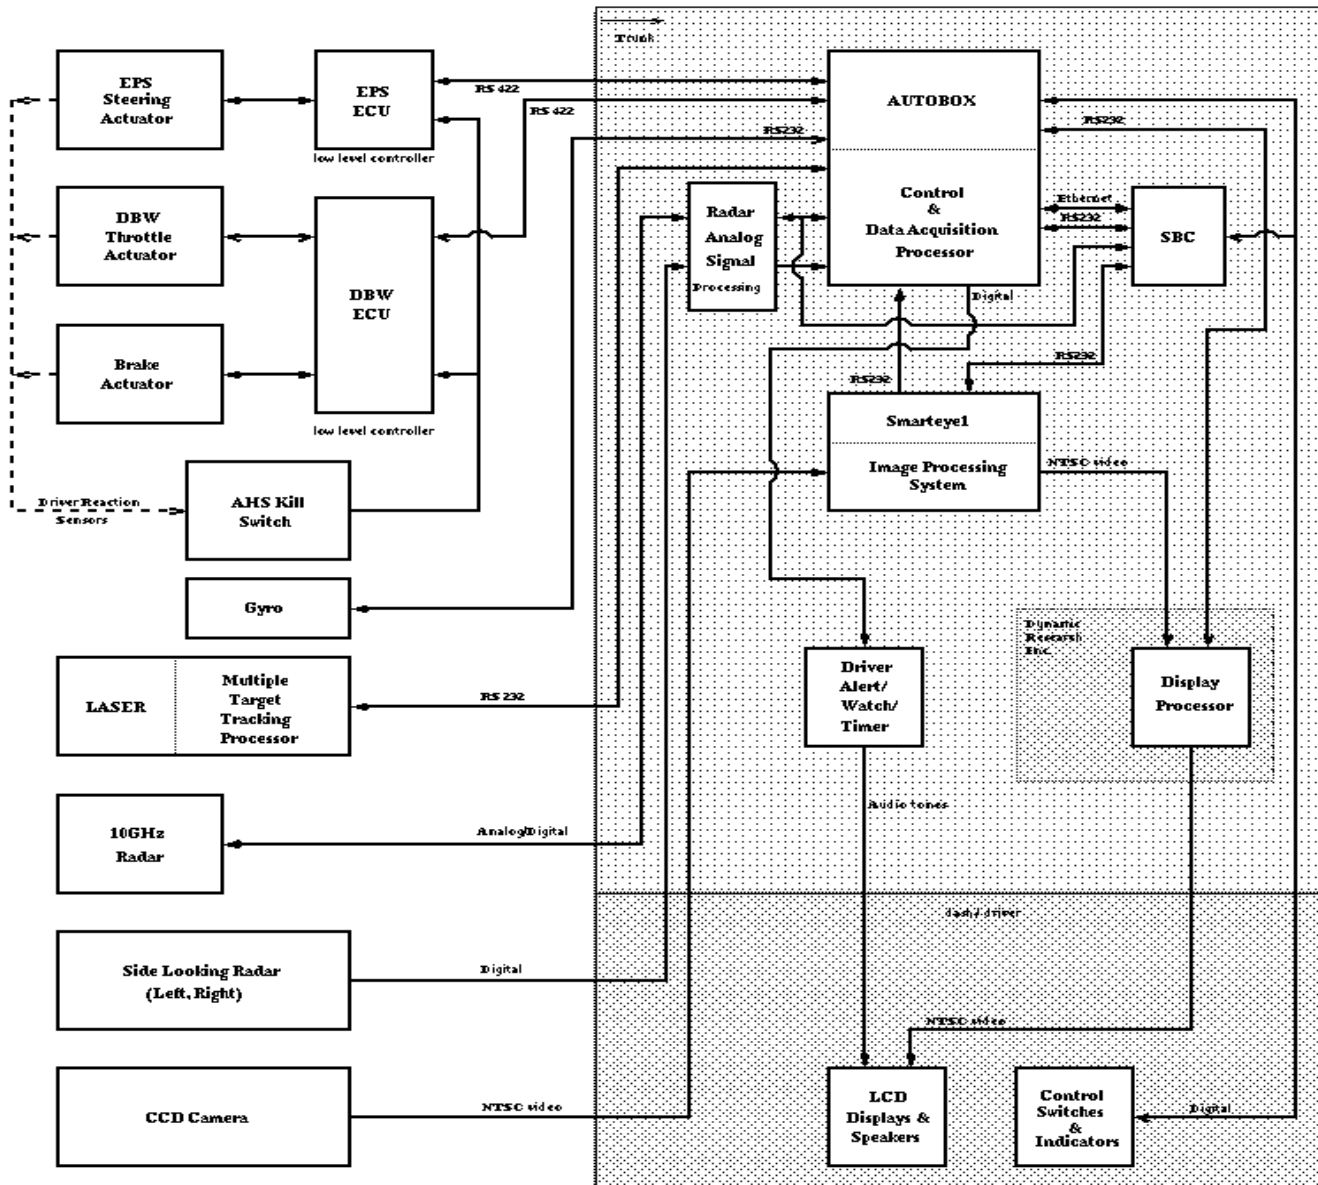 Trunk
EPS
Steering
Actuator
EPS
ECU
low level controller
RS 422
RS 422
RS232
AUTOBOX
Control
&
Data Acquisition
Processor
RS232
Ethernet
RS232
SBC
DBW
Throttle
Actuator
DBW
ECU
low level controller
Radar
Analog
Signal
Processing
Digital
Brake
Actuator
RS232
RS232
Smarteye1
Image Processing
System
NTSC video
Driver Reaction
Sensors
AHS Kill
Switch
Gyro
LASER
Multiple
Target
Tracking
Processor
RS 232
Driver
Alert/
Watch/
Timer
Dynamic
Research
Inc.
Display
Processor
Audio tones
10GHz
Radar
Analog/Digital
dash / driver
Side Looking Radar
(Left, Right)
Digital
NTSC video
CCD Camera
NTSC video
LCD
Displays &
Speakers
Control
Switches
&
Indicators
Digital